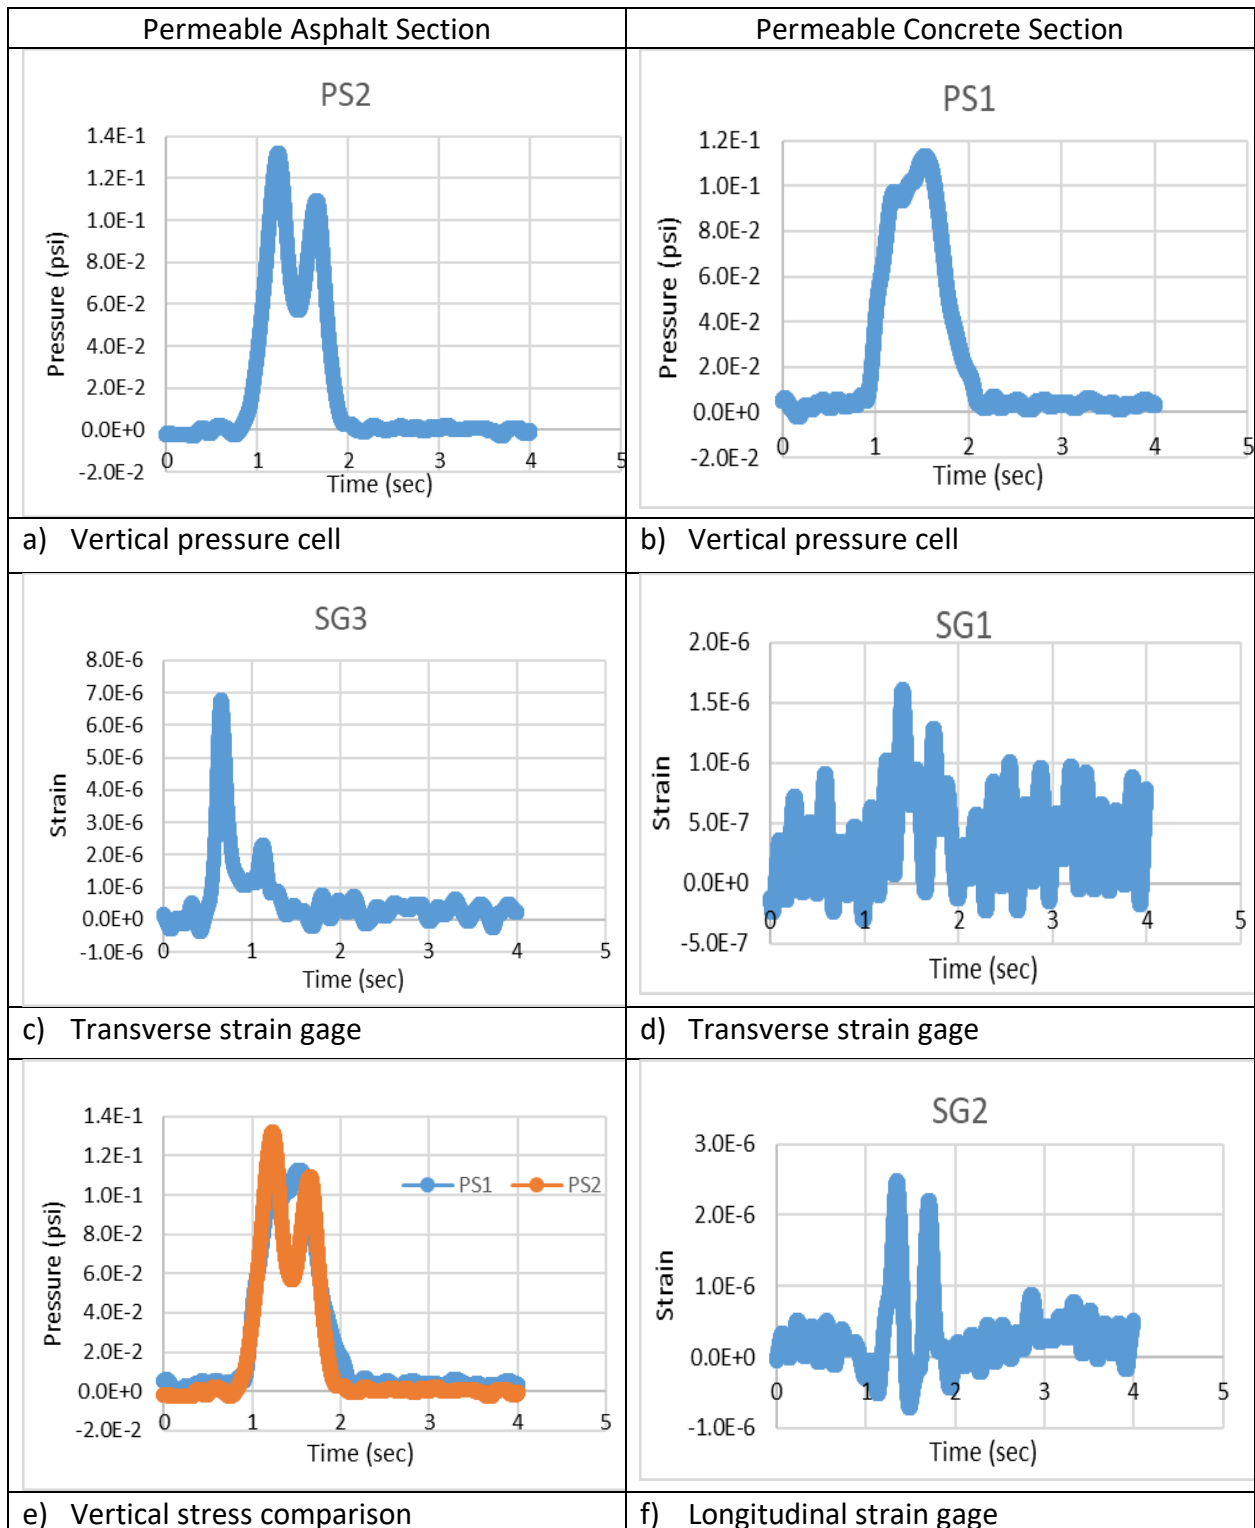 Permeable Asphalt Section
Permeable Concrete Section
PS2
1.4E-1
1.2E-1
1.0E-1
8.0E-2
6.0E-2
4.0E-2
2.0E-2
0.0E+0
-2.0E-2
0 1 2 3 4 5
Pressure (psi)
Time (sec)
PS1
1.2E-1
1.0E-1
8.0E-2
6.0E-2
4.0E-2
2.0E-2
0.0E+0
-2.0E-2
0 1 2 3 4 5
Pressure (psi)
Time (sec)
a) Vertical pressure cell
b) Vertical pressure cell
SG3
8.0E-6
7.0E-6
6.0E-6
5.0E-6
4.0E-6
3.0E-6
2.0E-6
1.0E-6
0.0E+0
-1.0E-6
0 1 2 3 4 5
Strain
Time (sec)
SG1
2.0E-6
1.5E-6
1.0E-6
5.0E-7
0.0E+0
-5.0E-7
0 1 2 3 4 5
Strain
Time (sec)
c) Transverse strain gage
d) Transverse strain gage
1.4E-1
1.2E-1
1.0E-1
8.0E-2
6.0E-2
4.0E-2
2.0E-2
0.0E+0
-2.0E-2
0 1 2 3 4 5
Pressure (psi)
Time (sec)
PS1 PS2
SG2
3.0E-6
2.0E-6
1.0E-6
0.0E+0
-1.0E-6
0 1 2 3 4 5
Strain
Time (sec)
e) Vertical stress comparison
f) Longitudinal strain gage